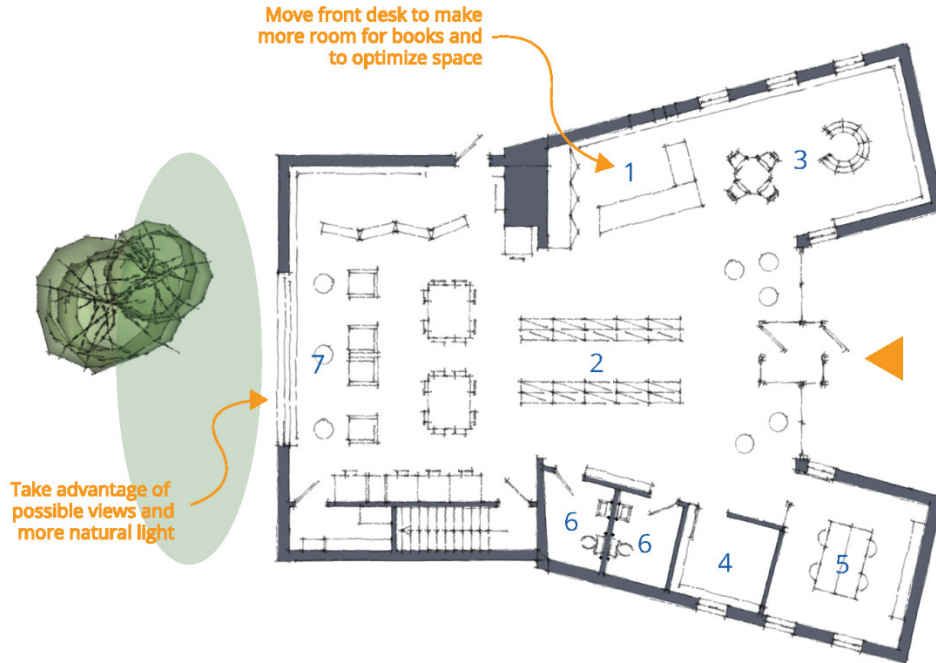 Move front desk to make
more room for books and
to optimize space
1
3
7
2
Take advantage of
possible views and
more natural light
6
6
4
5